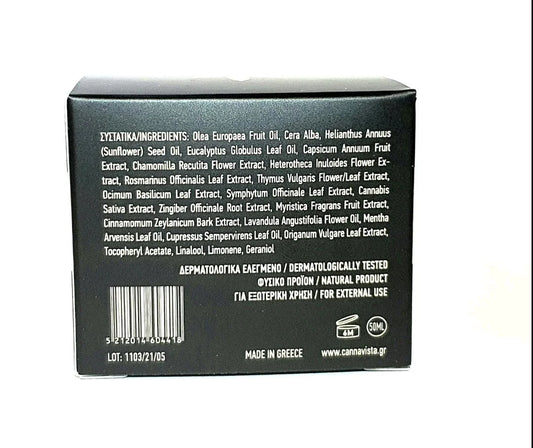 ΣΥΣΤΑΤΙΚΑ/INGREDIENTS: Olea Europaea Fruit Oil, Cera Alba, Helianthus Annuus
(Sunflower) Seed Oil, Eucalyptus Globulus Leaf Oil, Capsicum Annuum Fruit
Extract, Chamomilla Recutita Flower Extract, Heterotheca Inuloides Flower Ex-
tract, Rosmarinus Officinalis Leaf Extract, Thymus Vulgaris Flower/Leaf Extract,
Ocimum Basilicum Leaf Extract, Symphytum Officinale Leaf Extract, Cannabis
Sativa Extract, Zingiber Officinale Root Extract, Myristica Fragrans Fruit Extract,
Cinnamomum Zeylanicum Bark Extract, Lavandula Angustifolia Flower Oil, Mentha
Arvensis Leaf Oil, Cupressus Sempervirens Leaf Oil, Origanum Vulgare Leaf Extract,
Tocopheryl Acetate, Linalool, Limonene, Geraniol
ΔΕΡΜΑΤΟΛΟΓΙΚΑ ΕΛΕΓΜΕΝΟ / DERMATOLOGICALLY TESTED
ΦΥΣΙΚΟ ΠΡΟΪΟΝ / NATURAL PRODUCT
ΓΙΑ ΕΞΩΤΕΡΙΚΗ ΧΡΗΣΗ / FOR EXTERNAL USE
5 212014 604418
6M
50ML
LOT: 1103/21/05
MADE IN GREECE
www.cannavista.gr